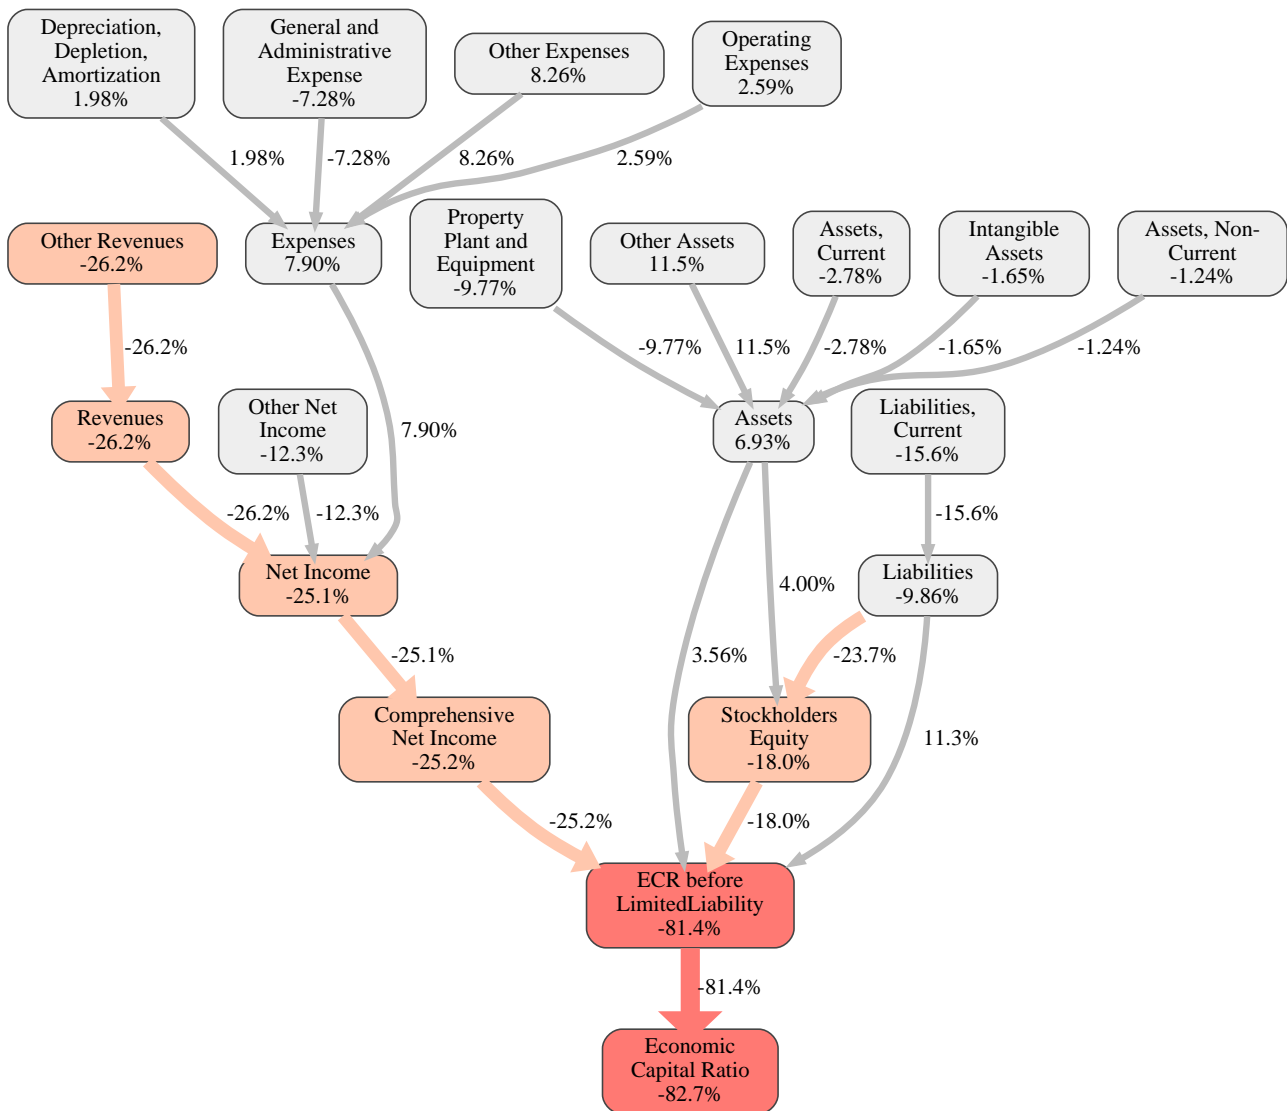 Depreciation,
Depletion,
Amortization
1.98%
General and
Administrative
Expense
-7.28%
Other Expenses
8.26%
Operating
Expenses
2.59%
1.98%
-7.28%
8.26%
2.59%
Other Revenues
-26.2%
Expenses
7.90%
Property
Plant and
Equipment
-9.77%
Other Assets
11.5%
Assets,
Current
-2.78%
Intangible
Assets
-1.65%
Assets, Non-
Current
-1.24%
-26.2%
-9.77%
11.5%
-2.78%
-1.65%
-1.24%
Revenues
-26.2%
Other Net
Income
-12.3%
7.90%
Assets
6.93%
Liabilities,
Current
-15.6%
-26.2%
-12.3%
-15.6%
Net Income
-25.1%
4.00%
Liabilities
-9.86%
-25.1%
3.56%
-23.7%
Comprehensive
Net Income
-25.2%
Stockholders
Equity
-18.0%
11.3%
-25.2%
-18.0%
ECR before
LimitedLiability
-81.4%
-81.4%
Economic
Capital Ratio
-82.7%